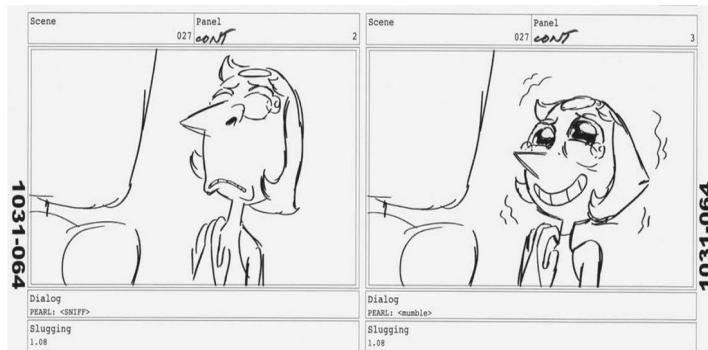 Scene
Panel
027
CONT
2
Scene
Panel
027
CONT
3
1031-064
1031-064
Dialog
PEARL: <SNIFF>
Dialog
PEARL: <mumble>
Slugging
1.08
Slugging
1.08